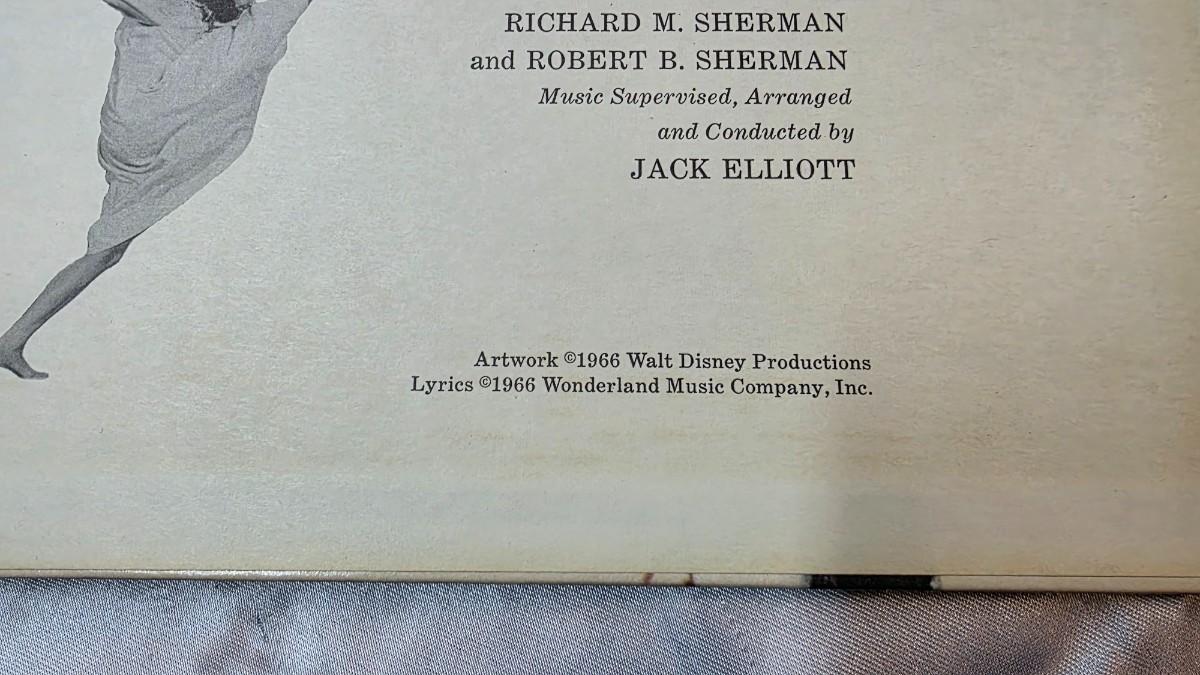 RICHARD M. SHERMAN
and ROBERT B. SHERMAN
Music Supervised, Arranged
and Conducted by
JACK ELLIOTT
Artwork ©1966 Walt Disney Productions
Lyrics ©1966 Wonderland Music Company, Inc.